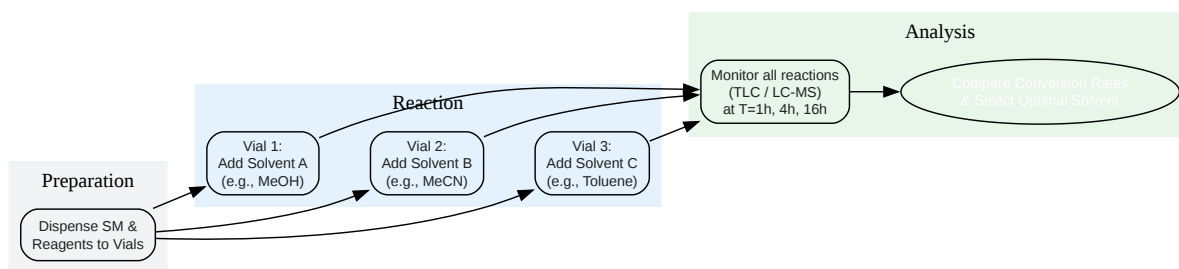 Preparation
Dispense SM &
Reagents to Vials
Reaction
Vial 1:
Add Solvent A
(e.g., MeOH)
Vial 2:
Add Solvent B
(e.g., MeCN)
Vial 3:
Add Solvent C
(e.g., Toluene)
Analysis
Monitor all reactions
(TLC / LC-MS)
at T=1h, 4h, 16h
Compare Conversion Rates
& Select Optimal Solvent